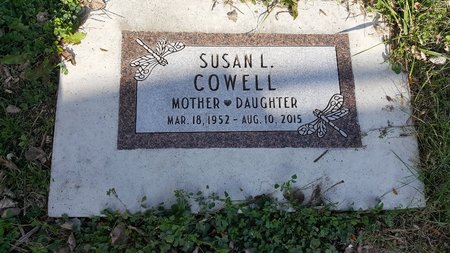 SUSAN L.
COWELL
MOTHER ♥ DAUGHTER
MAR. 18, 1952 – AUG. 10, 2015